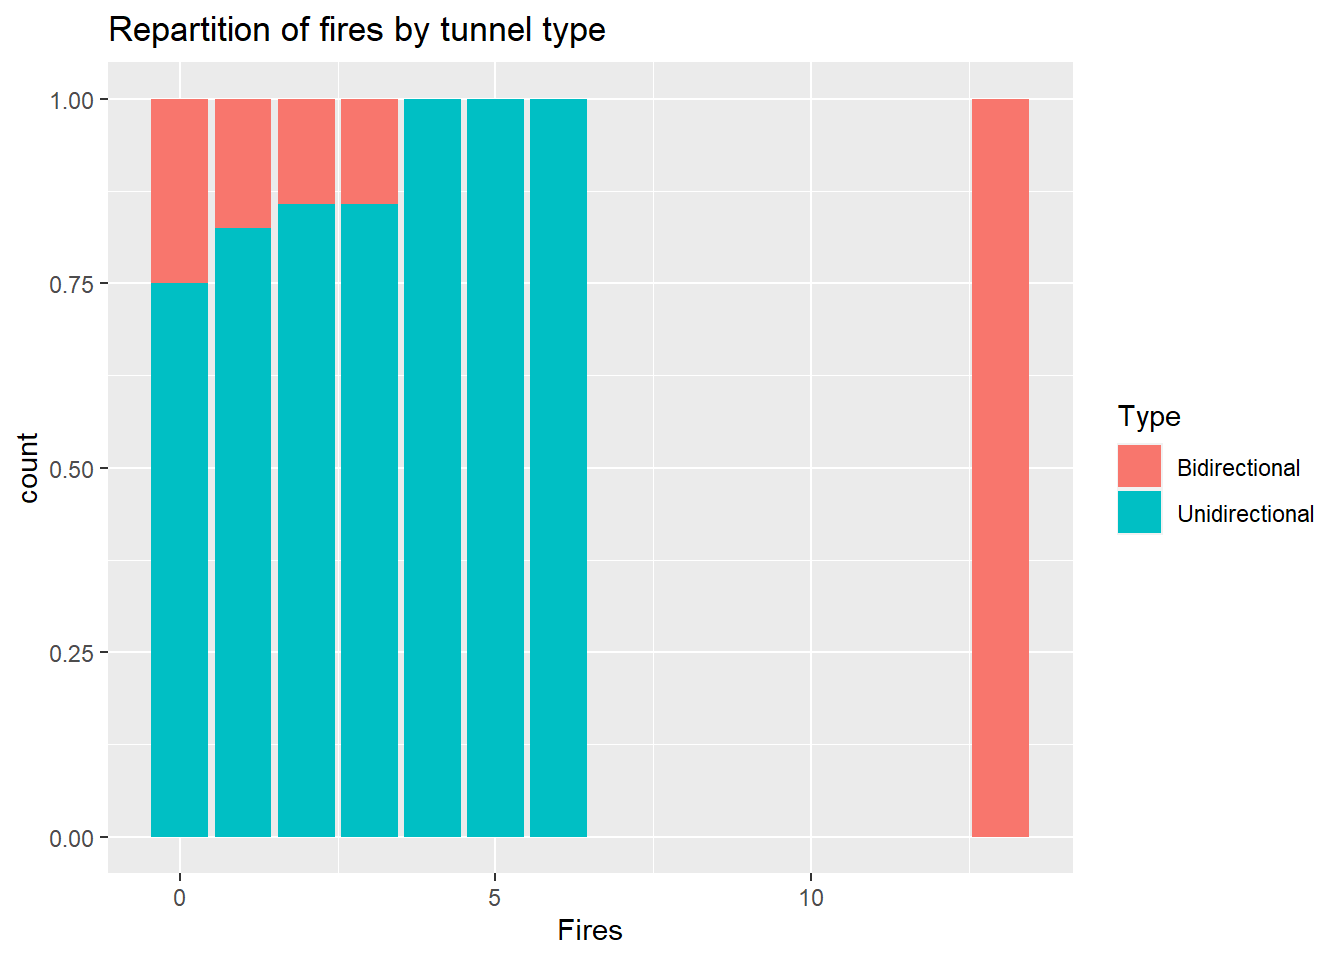 Repartition of fires by tunnel type
1.00
0.75
0.50
0.25
0.00
count
0
5
10
Fires
Type
Bidirectional
Unidirectional